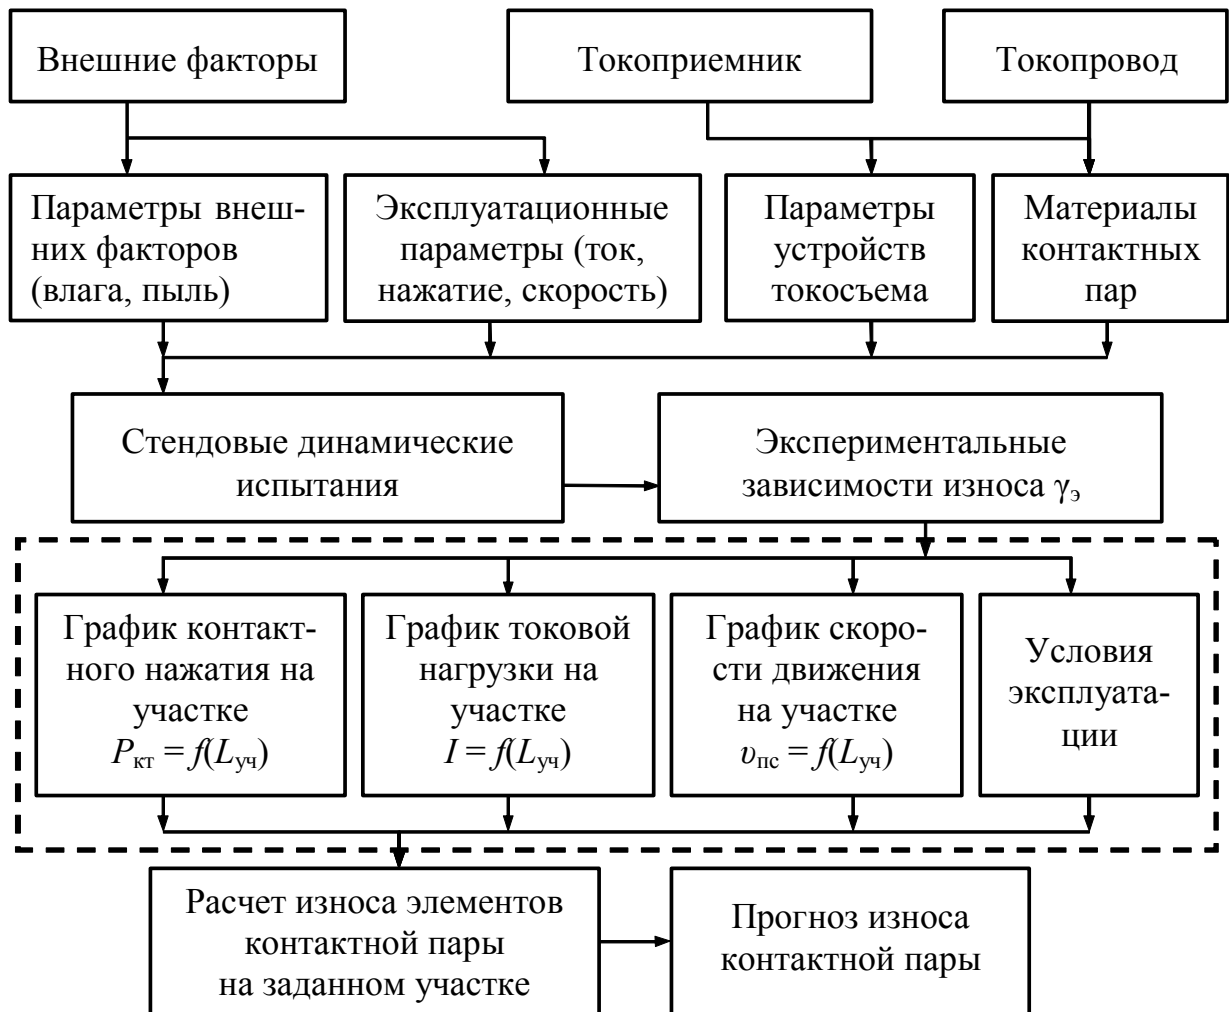 Внешние факторы
Токоприемник
Токопровод
Параметры внеш-
них факторов
(влага, пыль)
Эксплуатационные
параметры (ток,
нажатие, скорость)
Параметры
устройств
токосъема
Материалы
контактных
пар
Стендовые динамические
испытания
Экспериментальные
зависимости износа γэ
График контакт-
ного нажатия на
участке
Pкт = f(Lуч)
График токовой
нагрузки на
участке
I = f(Lуч)
График скоро-
сти движения
на участке
υпс = f(Lуч)
Условия
эксплуата-
ции
Расчет износа элементов
контактной пары
на заданном участке
Прогноз износа
контактной пары